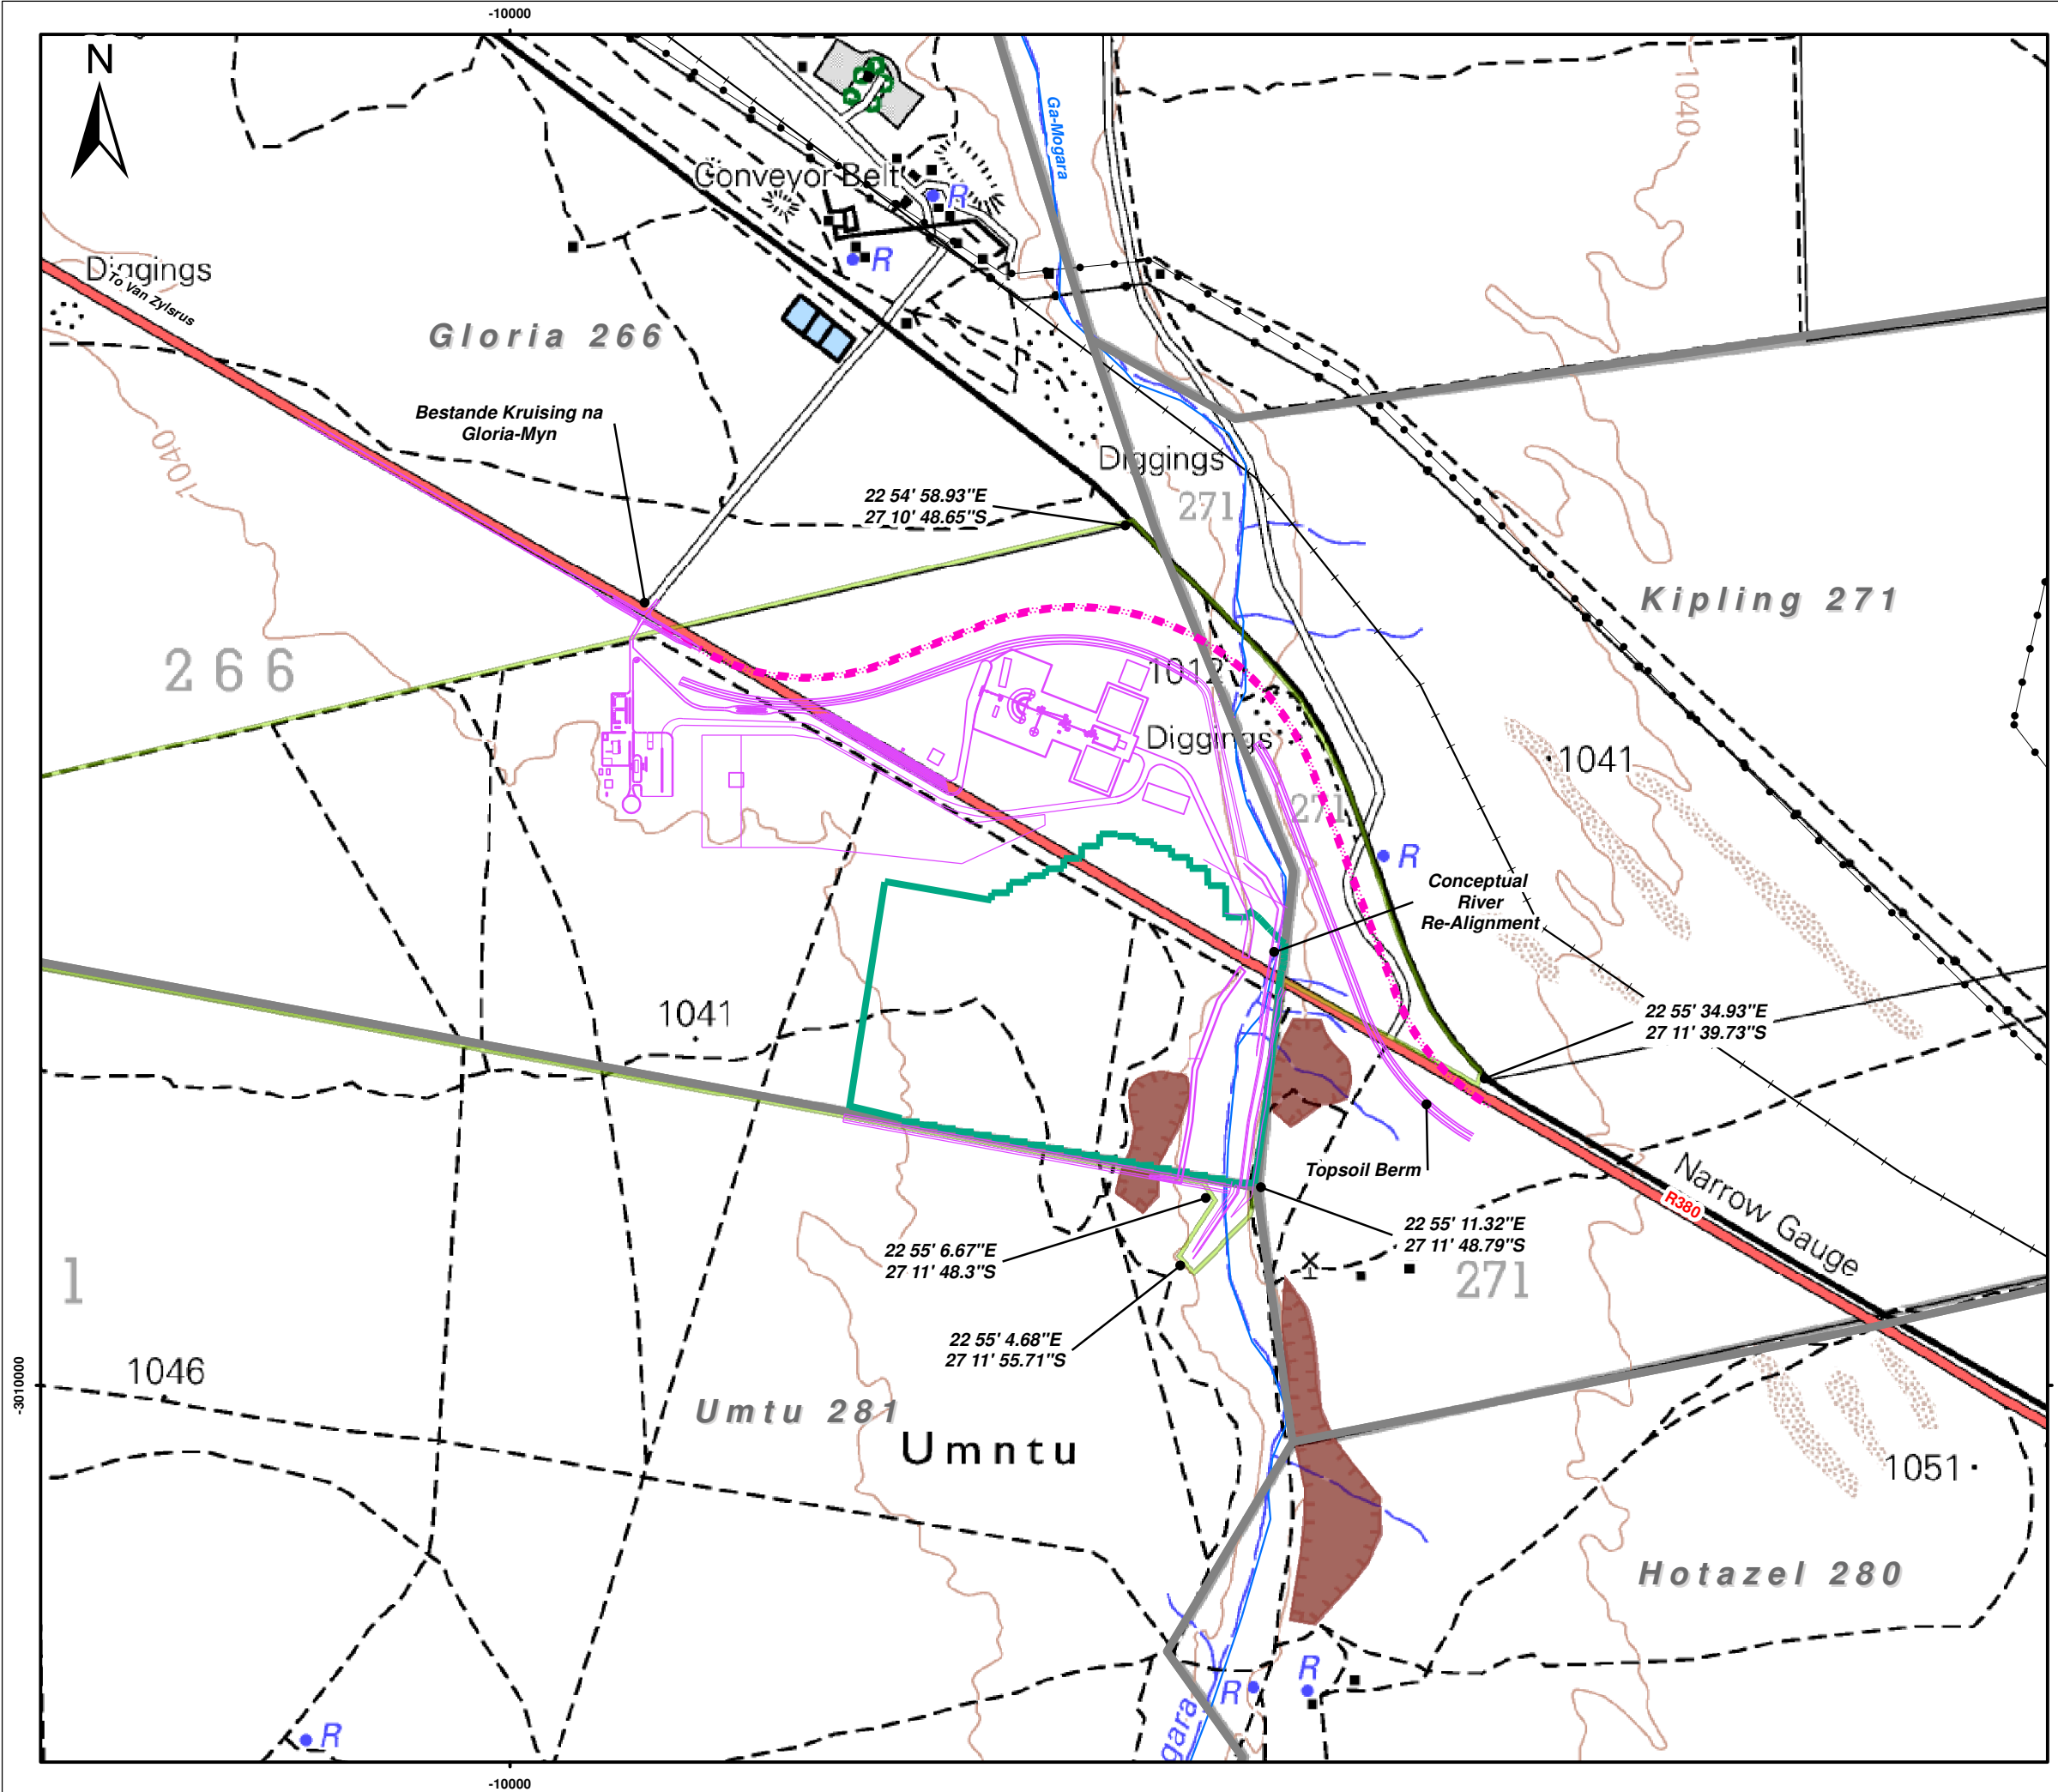 -10000
N
Ga-Mogara
1040
Conveyor Belt
R
R
Diggings
To Van Zylsrus
Gloria 266
Bestande Kruising na
Gloria-Myn
1040
Diggings
22 54' 58.93"E
27 10' 48.65"S
271
Kipling 271
266
1012
Diggings
1041
271
R
Conceptual
River
Re-Alignment
1041
22 55' 34.93"E
27 11' 39.73"S
Topsoil Berm
Narrow Gauge
R380
22 55' 11.32"E
27 11' 48.79"S
22 55' 6.67"E
27 11' 48.3"S
271
1
22 55' 4.68"E
27 11' 55.71"S
-3010000
1046
Umtu 281
Umntu
1051
Hotazel 280
R
R
gara
R
-10000